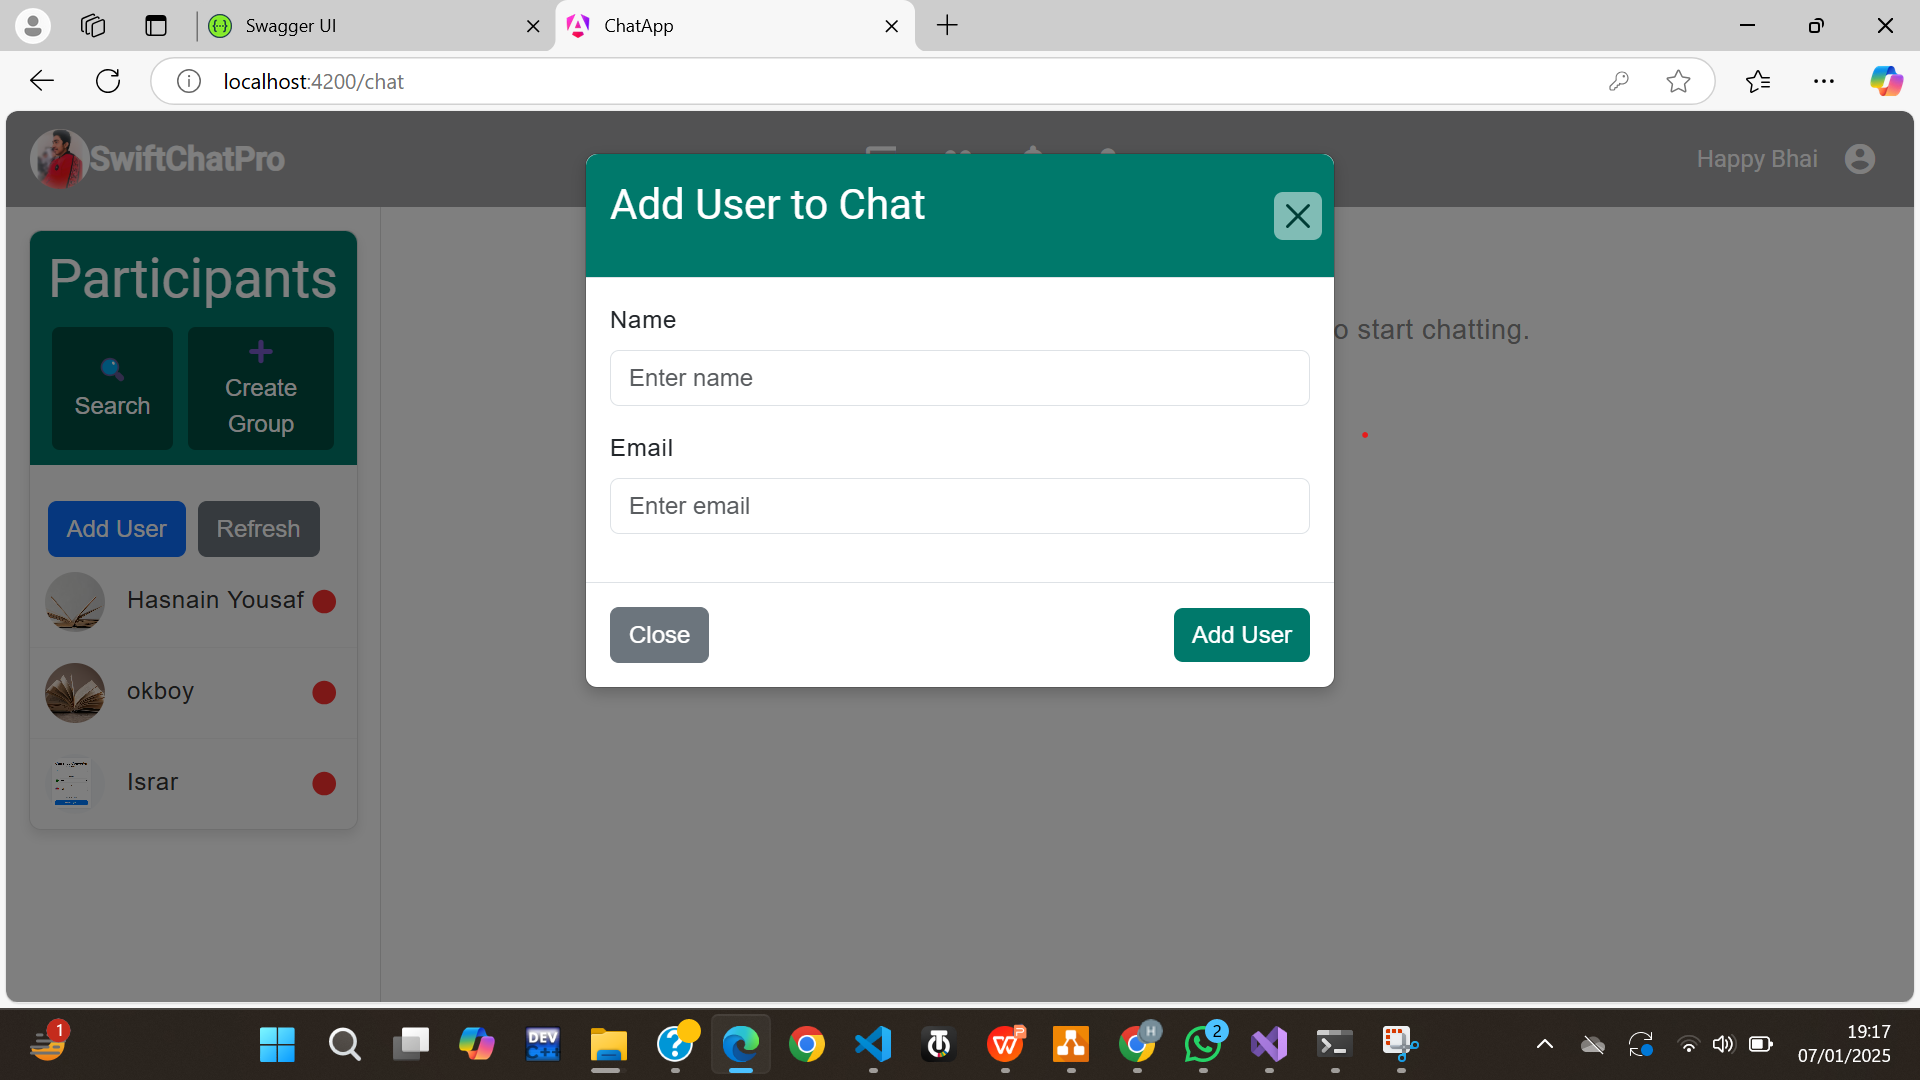 Swagger UI
ChatApp
localhost:4200/chat
SwiftChatPro
Happy Bhai
Add User to Chat
Participants
Search
Create
Group
Name
Enter name
o start chatting.
Email
Enter email
Add User
Refresh
Hasnain Yousaf
okboy
Israr
Close
Add User
1
DEV
C++
H
2
19:17
07/01/2025